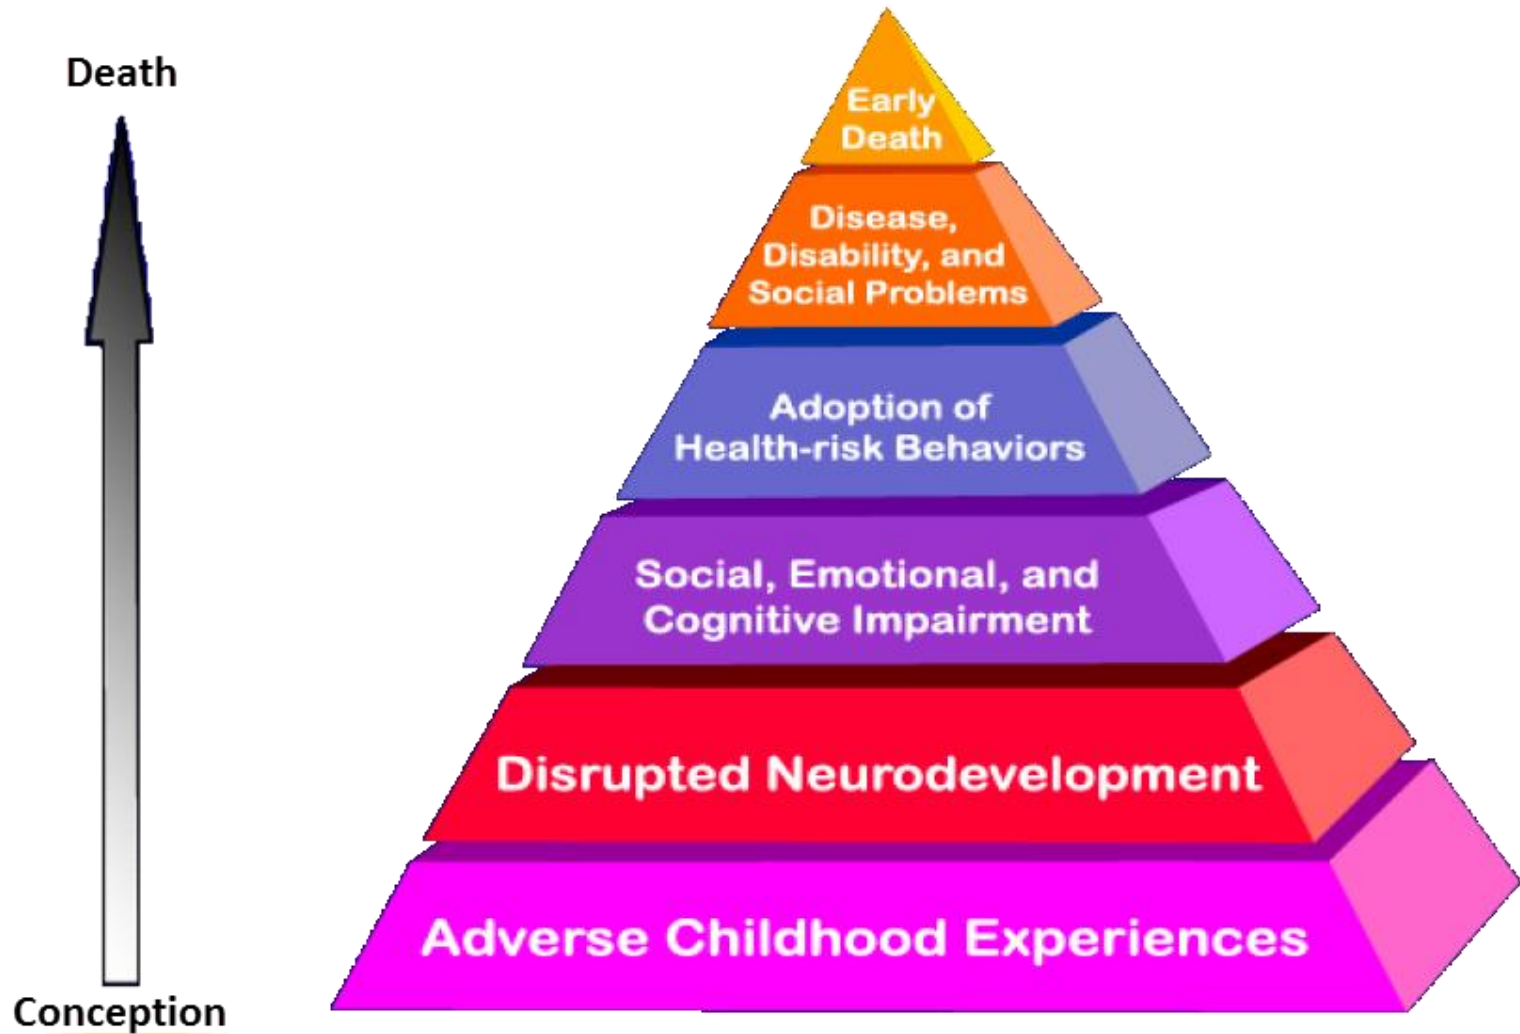 Death
Early
Death
Disease,
Disability, and
Social Problems
Adoption of
Health-risk Behaviors
Social, Emotional, and
Cognitive Impairment
Disrupted Neurodevelopment
Adverse Childhood Experiences
Conception